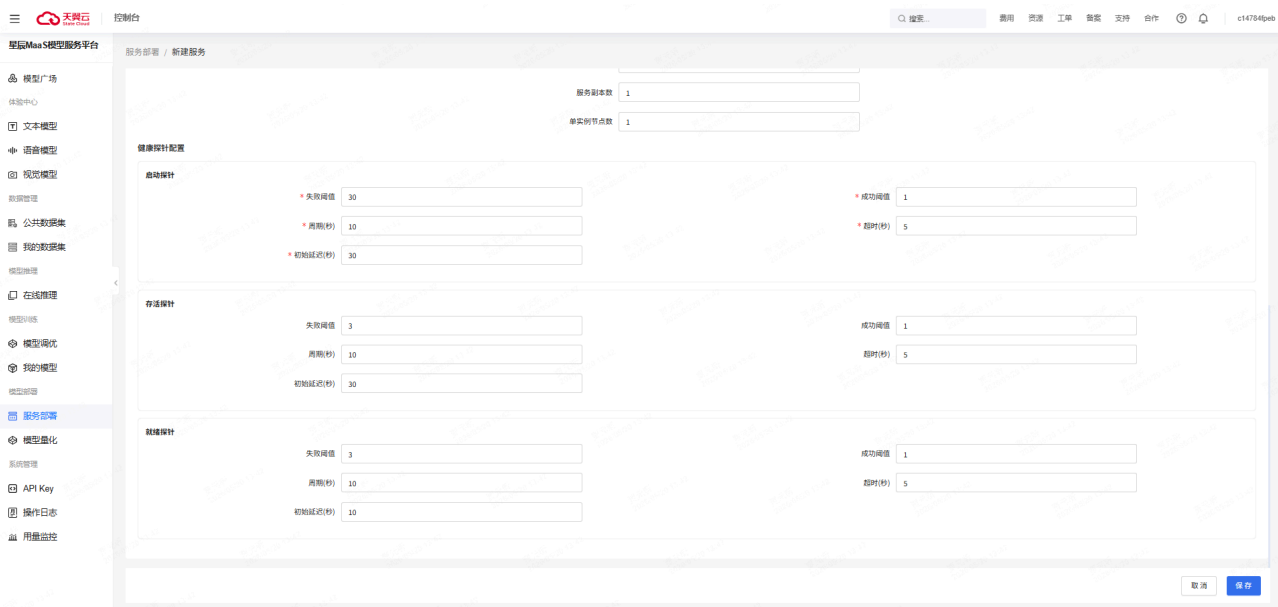 天翼云
State Cloud
控制台
搜索...
费用
资源
工单
备案
支持
合作
c14784fpeb
星辰MaaS模型服务平台
服务部署 / 新建服务
模型广场
体验中心
文本模型
语音模型
视觉模型
数据管理
公共数据集
我的数据集
模型推理
在线推理
模型训练
模型调优
我的模型
模型部署
服务部署
模型量化
系统管理
API Key
操作日志
用量监控
服务副本数 1
单实例节点数 1
健康探针配置
启动探针
* 失败阈值 30
* 成功阈值 1
* 周期(秒) 10
* 超时(秒) 5
* 初始延迟(秒) 30
存活探针
失败阈值 3
成功阈值 1
周期(秒) 10
超时(秒) 5
初始延迟(秒) 30
就绪探针
失败阈值 3
成功阈值 1
周期(秒) 10
超时(秒) 5
初始延迟(秒) 10
取消
保存